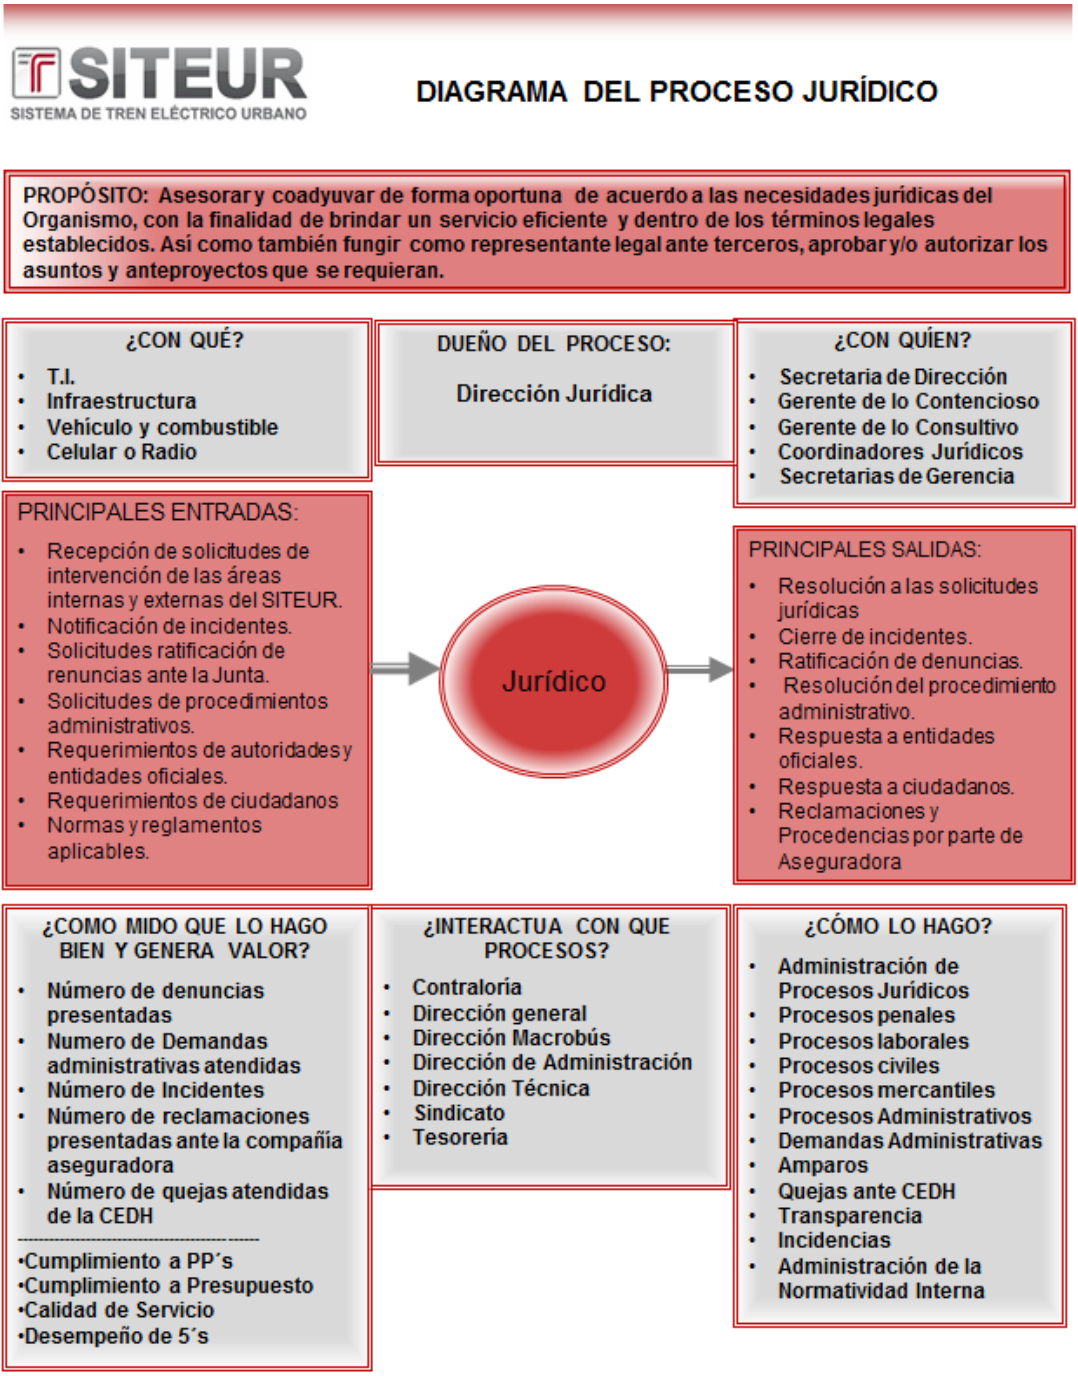 SITEUR
SISTEMA DE TREN ELÉCTRICO URBANO
DIAGRAMA DEL PROCESO JURÍDICO
PROPÓSITO: Asesorar y coadyuvar de forma oportuna de acuerdo a las necesidades jurídicas del
Organismo, con la finalidad de brindar un servicio eficiente y dentro de los términos legales
establecidos. Así como también fungir como representante legal ante terceros, aprobar y/o autorizar los
asuntos y anteproyectos que se requieran.
¿CON QUÉ?
• T.I.
• Infraestructura
• Vehículo y combustible
• Celular o Radio
DUEÑO DEL PROCESO:
Dirección Jurídica
¿CON QUÍEN?
• Secretaria de Dirección
• Gerente de lo Contencioso
• Gerente de lo Consultivo
• Coordinadores Jurídicos
• Secretarias de Gerencia
PRINCIPALES ENTRADAS:
• Recepción de solicitudes de
intervención de las áreas
internas y externas del SITEUR.
• Notificación de incidentes.
• Solicitudes ratificación de
renuncias ante la Junta.
• Solicitudes de procedimientos
administrativos.
• Requerimientos de autoridades y
entidades oficiales.
• Requerimientos de ciudadanos
• Normas y reglamentos
aplicables.
Jurídico
PRINCIPALES SALIDAS:
• Resolución a las solicitudes
jurídicas
• Cierre de incidentes.
• Ratificación de denuncias.
• Resolución del procedimiento
administrativo.
• Respuesta a entidades
oficiales.
• Respuesta a ciudadanos.
• Reclamaciones y
Procedencias por parte de
Aseguradora
¿COMO MIDO QUE LO HAGO
BIEN Y GENERA VALOR?
• Número de denuncias
presentadas
• Numero de Demandas
administrativas atendidas
• Número de Incidentes
• Número de reclamaciones
presentadas ante la compañía
aseguradora
• Número de quejas atendidas
de la CEDH
----------------------------------------------
•Cumplimiento a PP´s
•Cumplimiento a Presupuesto
•Calidad de Servicio
•Desempeño de 5´s
¿INTERACTUA CON QUE
PROCESOS?
• Contraloría
• Dirección general
• Dirección Macrobús
• Dirección de Administración
• Dirección Técnica
• Sindicato
• Tesorería
¿CÓMO LO HAGO?
• Administración de
Procesos Jurídicos
• Procesos penales
• Procesos laborales
• Procesos civiles
• Procesos mercantiles
• Procesos Administrativos
• Demandas Administrativas
• Amparos
• Quejas ante CEDH
• Transparencia
• Incidencias
• Administración de la
Normatividad Interna